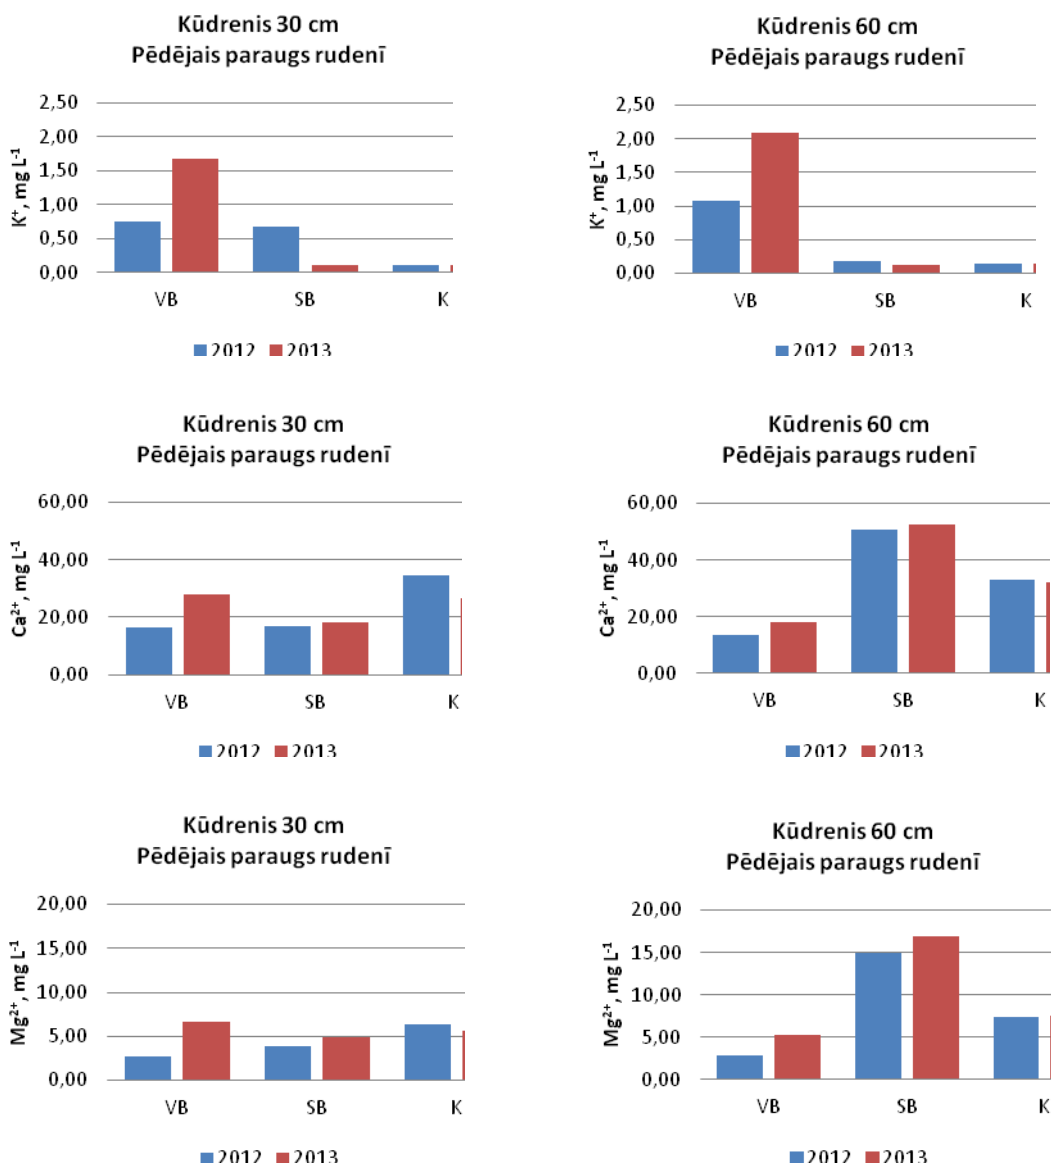 Kūdrenis 30 cm
Pēdējais paraugs rudenī
K⁺, mg L⁻¹
2,50
2,00
1,50
1,00
0,50
0,00
VB SB K
2012 2013
Kūdrenis 60 cm
Pēdējais paraugs rudenī
K⁺, mg L⁻¹
2,50
2,00
1,50
1,00
0,50
0,00
VB SB K
2012 2013
Kūdrenis 30 cm
Pēdējais paraugs rudenī
Ca²⁺, mg L⁻¹
60,00
40,00
20,00
0,00
VB SB K
2012 2013
Kūdrenis 60 cm
Pēdējais paraugs rudenī
Ca²⁺, mg L⁻¹
60,00
40,00
20,00
0,00
VB SB K
2012 2013
Kūdrenis 30 cm
Pēdējais paraugs rudenī
Mg²⁺, mg L⁻¹
20,00
15,00
10,00
5,00
0,00
VB SB K
2012 2013
Kūdrenis 60 cm
Pēdējais paraugs rudenī
Mg²⁺, mg L⁻¹
20,00
15,00
10,00
5,00
0,00
VB SB K
2012 2013